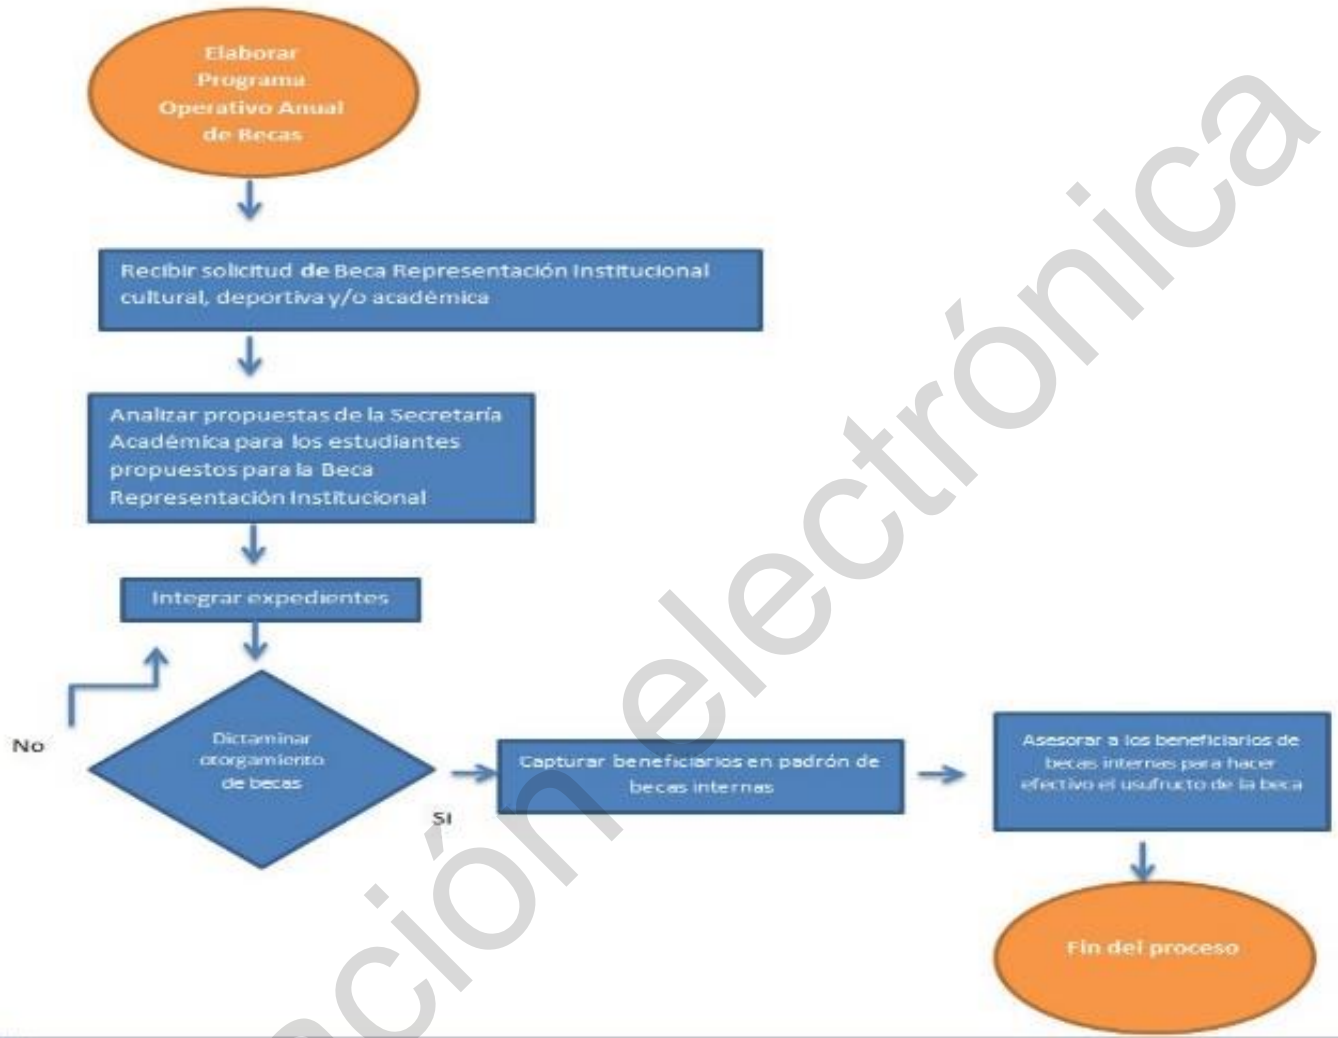 Elaborar
Programa
Operativo Anual
de Becas
Recibir solicitud de Beca Representación Institucional
cultural, deportiva y/o académica
Analizar propuestas de la Secretaría
Académica para los estudiantes
propuestos para la Beca
Representación Institucional
Integrar expedientes
No
Dictaminar
otorgamiento
de becas
SI
Capturar beneficiarios en padrón de
becas internas
Asesorar a los beneficiarios de
becas internas para hacer
efectivo el usufructo de la beca
Fin del proceso
ación electrónica